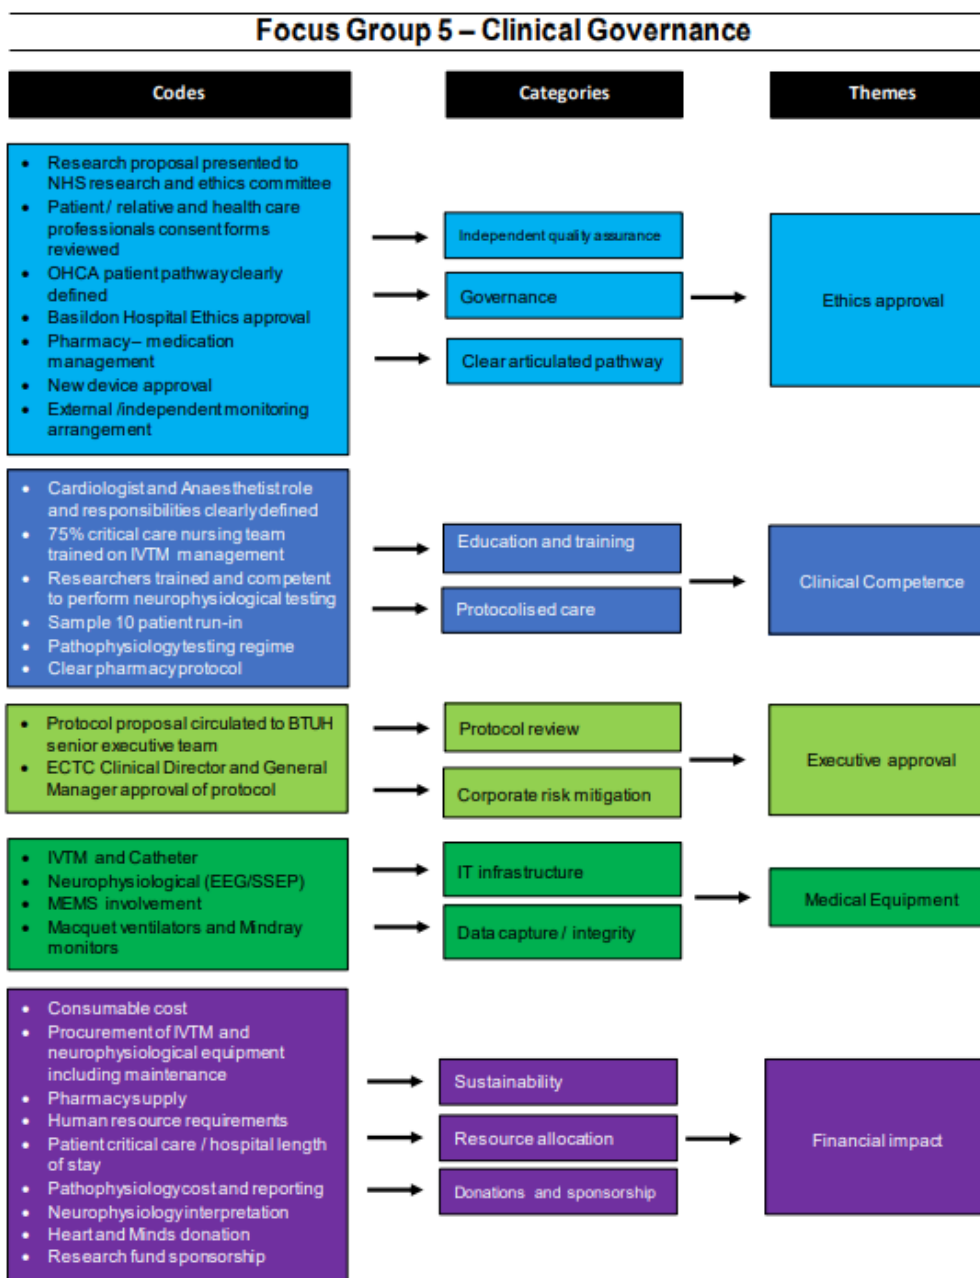 Focus Group 5 – Clinical Governance
Codes
Categories
Themes
• Research proposal presented to
NHS research and ethics committee
• Patient / relative and health care
professionals consent forms
reviewed
• OHCA patient pathway clearly
defined
• Basildon Hospital Ethics approval
• Pharmacy – medication
management
• New device approval
• External /independent monitoring
arrangement
Independent quality assurance
Governance
Clear articulated pathway
Ethics approval
• Cardiologist and Anaesthetist role
and responsibilities clearly defined
• 75% critical care nursing team
trained on IVTM management
• Researchers trained and competent
to perform neurophysiological testing
• Sample 10 patient run-in
• Pathophysiology testing regime
• Clear pharmacy protocol
Education and training
Protocolised care
Clinical Competence
• Protocol proposal circulated to BTUH
senior executive team
• ECTC Clinical Director and General
Manager approval of protocol
Protocol review
Corporate risk mitigation
Executive approval
• IVTM and Catheter
• Neurophysiological (EEG/SSEP)
• MEMS involvement
• Macquet ventilators and Mindray
monitors
IT infrastructure
Data capture / integrity
Medical Equipment
• Consumable cost
• Procurement of IVTM and
neurophysiological equipment
including maintenance
• Pharmacy supply
• Human resource requirements
• Patient critical care / hospital length
of stay
• Pathophysiology cost and reporting
• Neurophysiology interpretation
• Heart and Minds donation
• Research fund sponsorship
Sustainability
Resource allocation
Donations and sponsorship
Financial impact